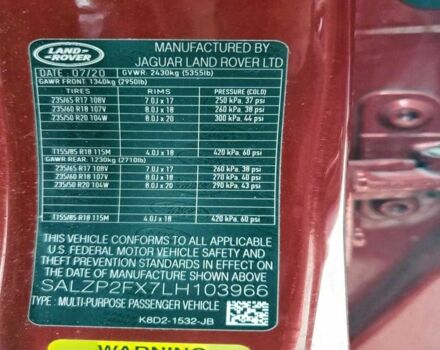 LAND-
ROVER
MANUFACTURED BY
JAGUAR LAND ROVER LTD
DATE: 07/20 GVWR: 2430kg (5355lb)
GAWR FRONT: 1340kg (2950lb)
TIRES RIMS TIRE PRESSURE (COLD)
235/65 R17 108V 7.0J x 17 250 kPa, 37 psi
235/60 R18 107V 8.0J x 18 260 kPa, 38 psi
235/50 R20 104W 8.0J x 20 300 kPa, 44 psi
T155/85 R18 115M 4.0J x 18 420 kPa, 60 psi
GAWR REAR: 1230kg (2710lb)
235/65 R17 108V 7.0J x 17 260 kPa, 38 psi
235/60 R18 107V 8.0J x 18 270 kPa, 40 psi
235/50 R20 104W 8.0J x 20 290 kPa, 43 psi
T155/85 R18 115M 4.0J x 18 420 kPa, 60 psi
THIS VEHICLE CONFORMS TO ALL APPLICABLE
U.S FEDERAL MOTOR VEHICLE SAFETY AND
THEFT PREVENTION STANDARDS IN EFFECT ON
THE DATE OF MANUFACTURE SHOWN ABOVE
SALZP2FX7LH103966
TYPE: MULTI-PURPOSE PASSENGER VEHICLE
K8D2-1532-JB
WARNING